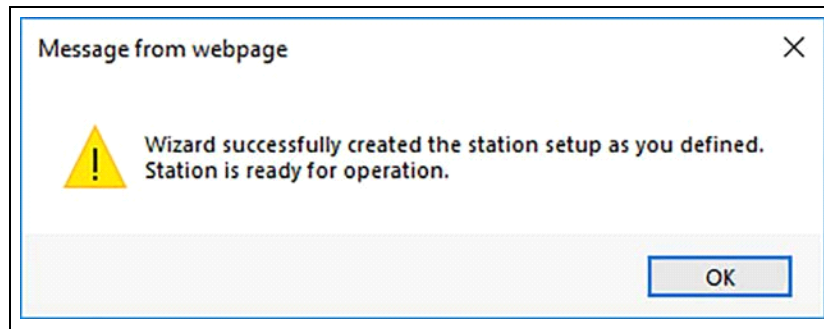 Message from webpage
Wizard successfully created the station setup as you defined.
Station is ready for operation.
OK